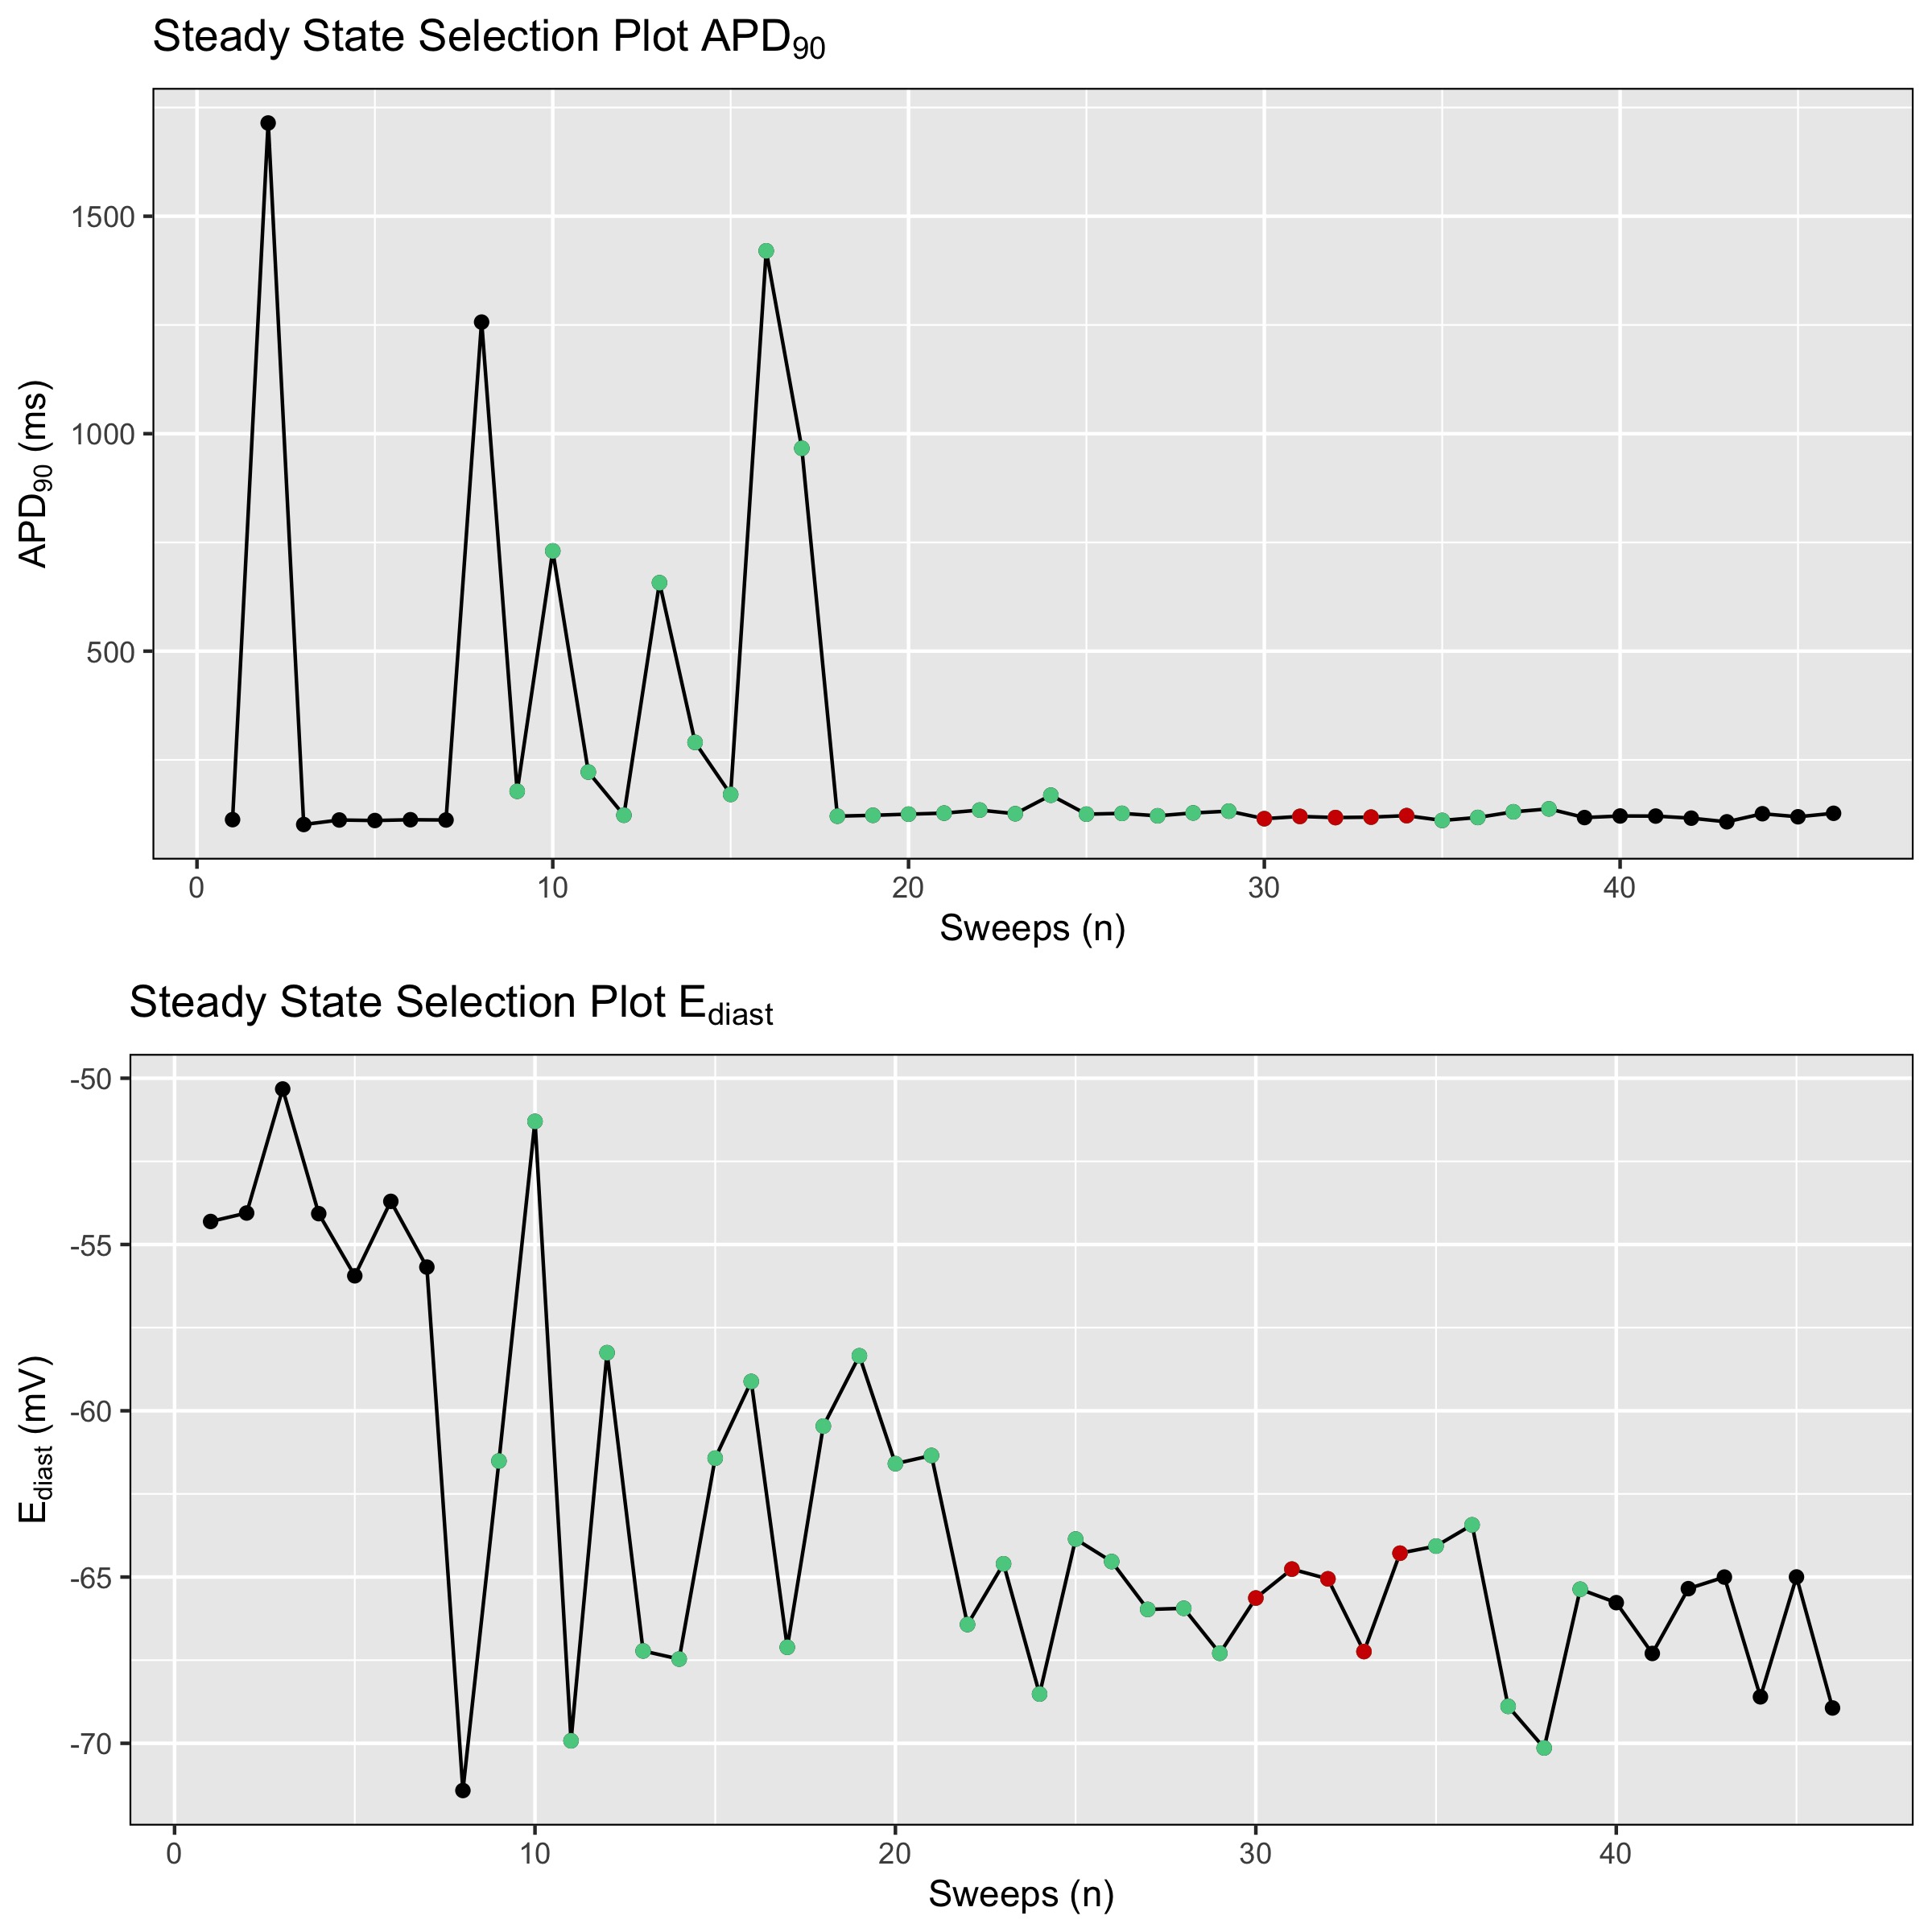 Steady State Selection Plot APD90
1500
1000
500
APD90 (ms)
0 10 20 30 40
Sweeps (n)
Steady State Selection Plot Ediast
-50
-55
-60
-65
-70
Ediast (mV)
0 10 20 30 40
Sweeps (n)